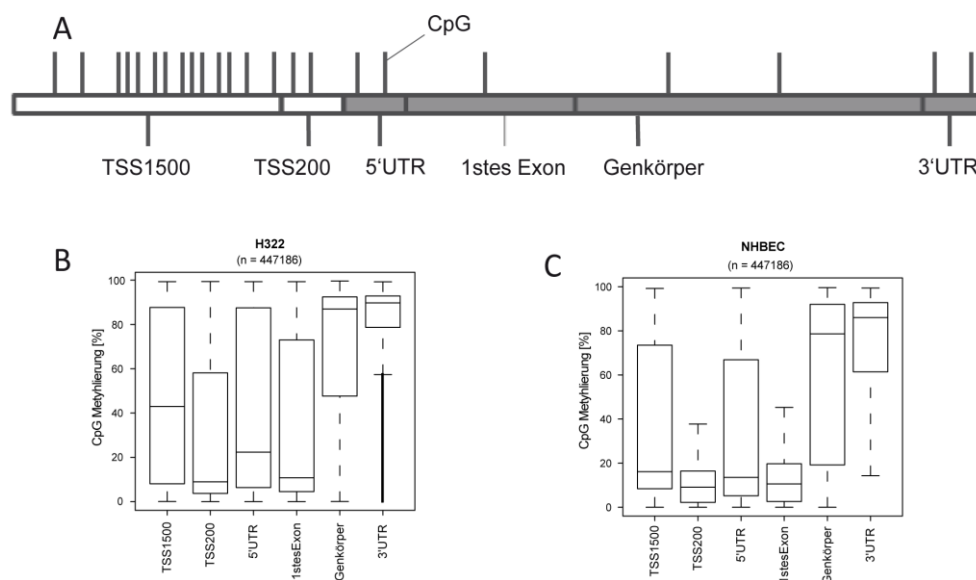 A
CpG
TSS1500
TSS200
5'UTR
1stes Exon
Genkörper
3'UTR
B
H322
(n = 447186)
CpG Metyhlierung [%]
100
80
60
40
20
0
TSS1500
TSS200
5'UTR
1stesExon
Genkörper
3'UTR
C
NHBEC
(n = 447186)
CpG Metyhlierung [%]
100
80
60
40
20
0
TSS1500
TSS200
5'UTR
1stesExon
Genkörper
3'UTR